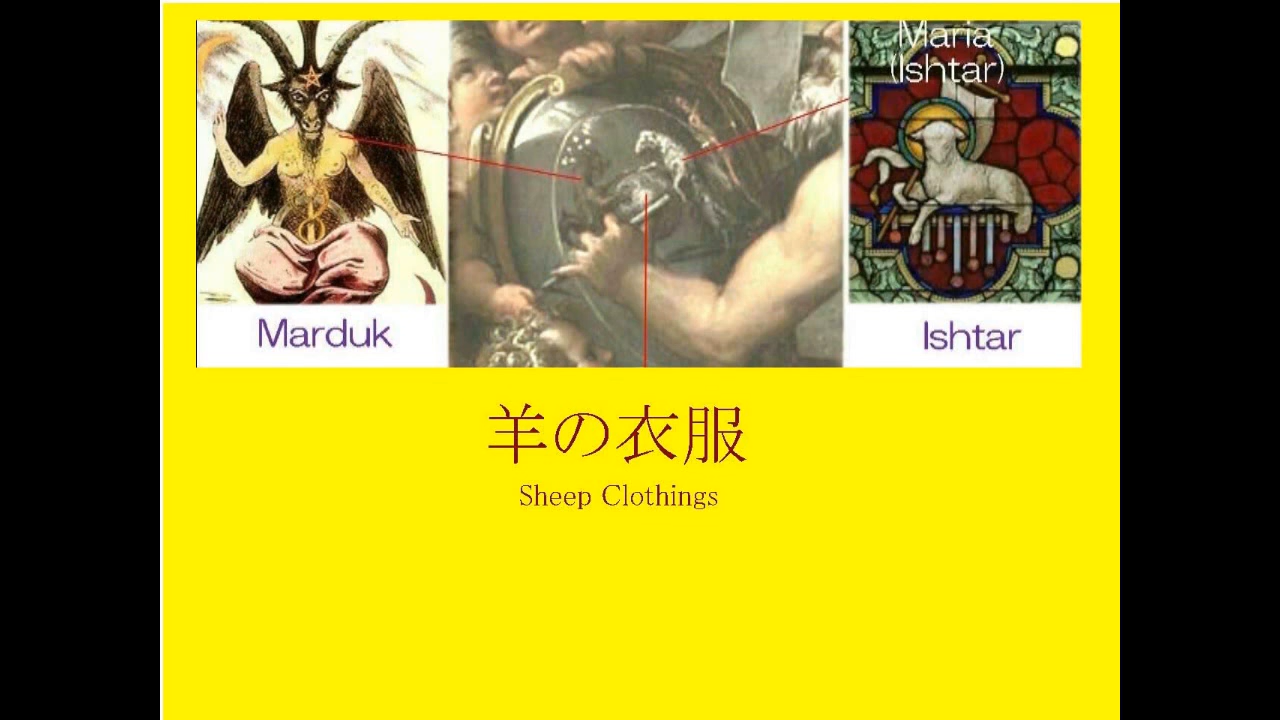 Maria
(Ishtar)
Marduk
Ishtar
羊の衣服
Sheep Clothings